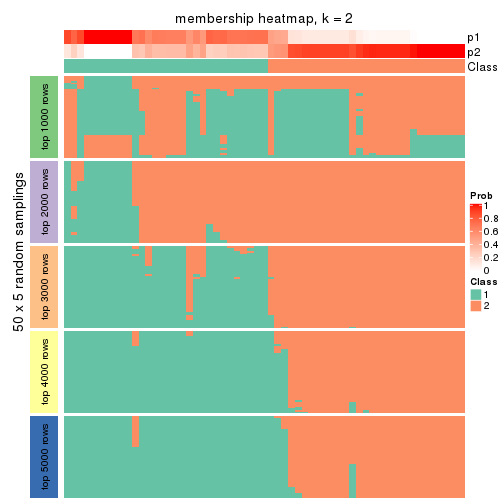 membership heatmap, k = 2
p1
p2
Class
50 x 5 random samplings
top 1000 rows
top 2000 rows
top 3000 rows
top 4000 rows
top 5000 rows
Prob
1
0.8
0.6
0.4
0.2
0
Class
1
2